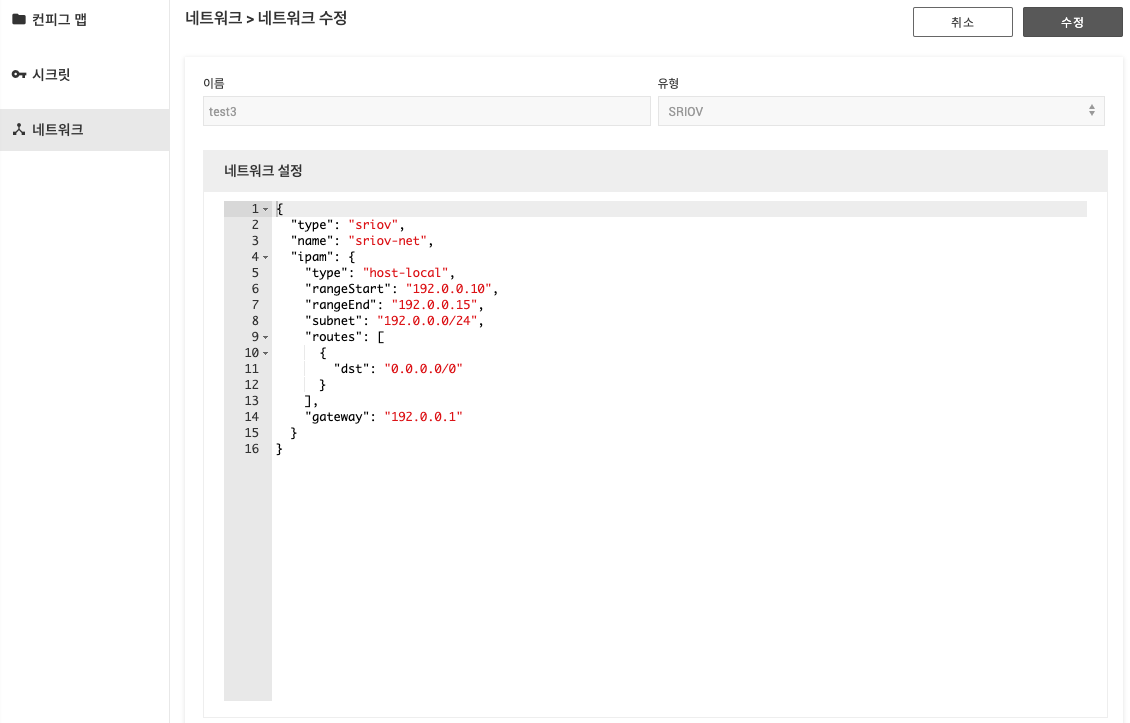 컨피그 맵
시크릿
네트워크
네트워크 > 네트워크 수정
취소
수정
이름
유형
test3
SRIOV
네트워크 설정
1 {
2 "type": "sriov",
3 "name": "sriov-net",
4 "ipam": {
5 "type": "host-local",
6 "rangeStart": "192.0.0.10",
7 "rangeEnd": "192.0.0.15",
8 "subnet": "192.0.0.0/24",
9 "routes": [
10 {
11 "dst": "0.0.0.0/0"
12 }
13 ],
14 "gateway": "192.0.0.1"
15 }
16 }